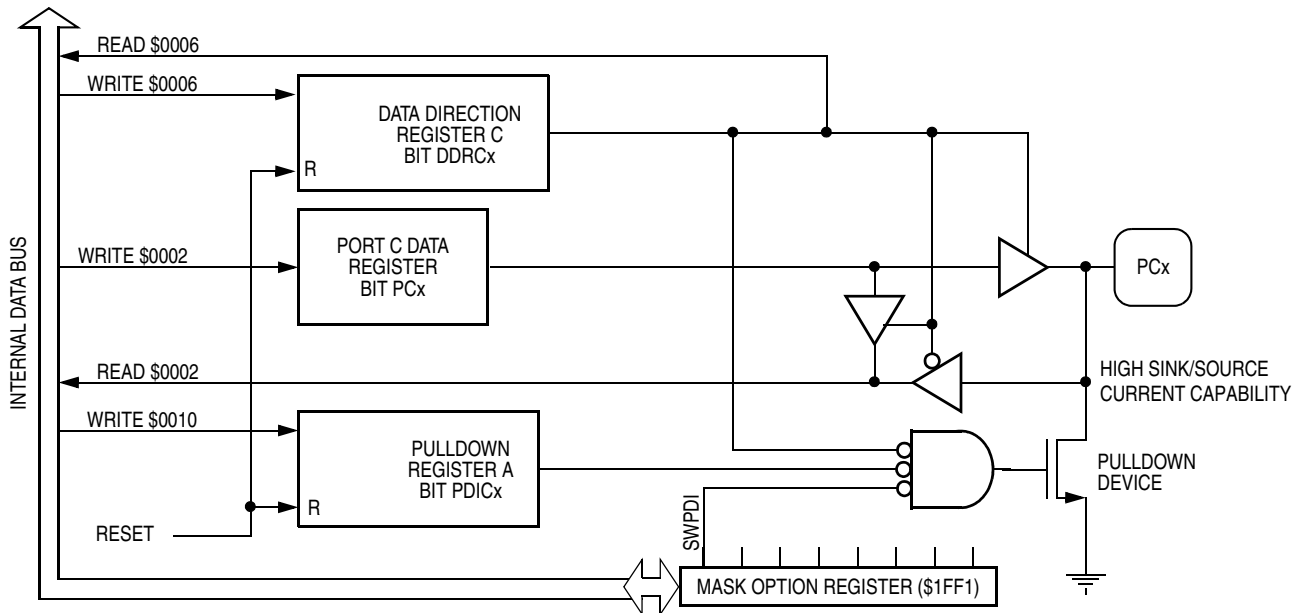 READ $0006
WRITE $0006
DATA DIRECTION
REGISTER C
BIT DDRCx
R
INTERNAL DATA BUS
WRITE $0002
PORT C DATA
REGISTER
BIT PCx
PCx
READ $0002
HIGH SINK/SOURCE
CURRENT CAPABILITY
WRITE $0010
PULLDOWN
REGISTER A
BIT PDICx
R
PULLDOWN
DEVICE
RESET
SWPDI
MASK OPTION REGISTER ($1FF1)